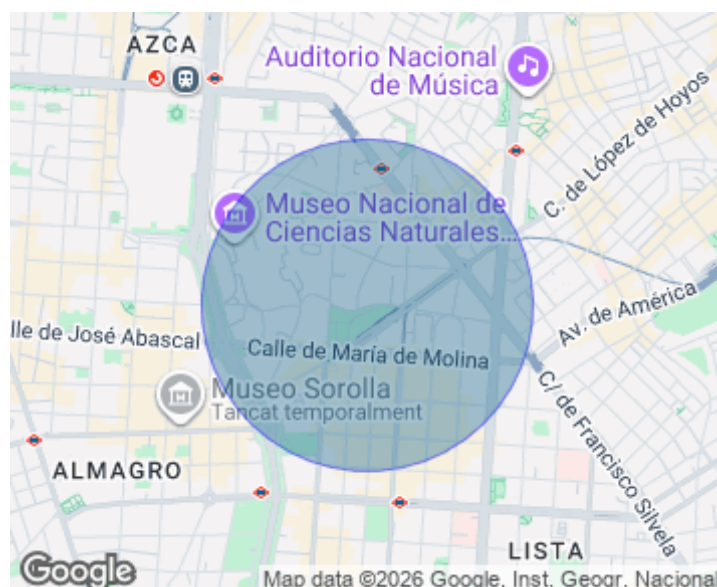 AZCA
Auditorio Nacional
de Música
C. de López de Hoyos
Museo Nacional de
Ciencias Naturales...
Av. de América
lle de José Abascal
Calle de María de Molina
Museo Sorolla
Tancat temporalment
C/ de Francisco Silvela
ALMAGRO
LISTA
Google
Map data ©2026 Google, Inst. Geogr. Nacional